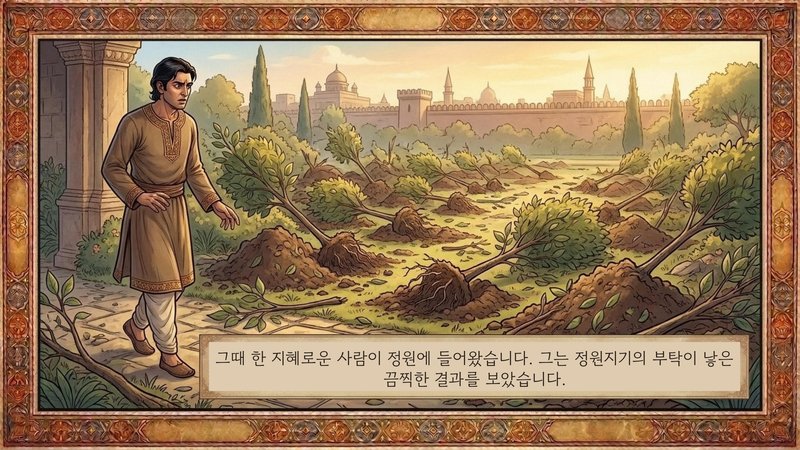 그때 한 지혜로운 사람이 정원에 들어왔습니다. 그는 정원지기의 부탁이 낳은
끔찍한 결과를 보았습니다.